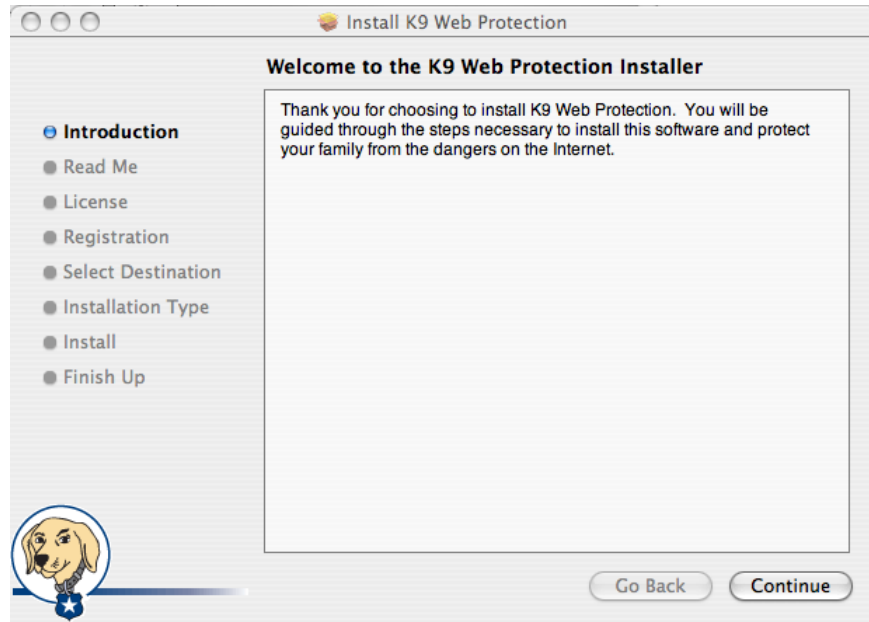 Install K9 Web Protection
Welcome to the K9 Web Protection Installer
Introduction
Read Me
License
Registration
Select Destination
Installation Type
Install
Finish Up
Thank you for choosing to install K9 Web Protection. You will be
guided through the steps necessary to install this software and protect
your family from the dangers on the Internet.
Go Back
Continue